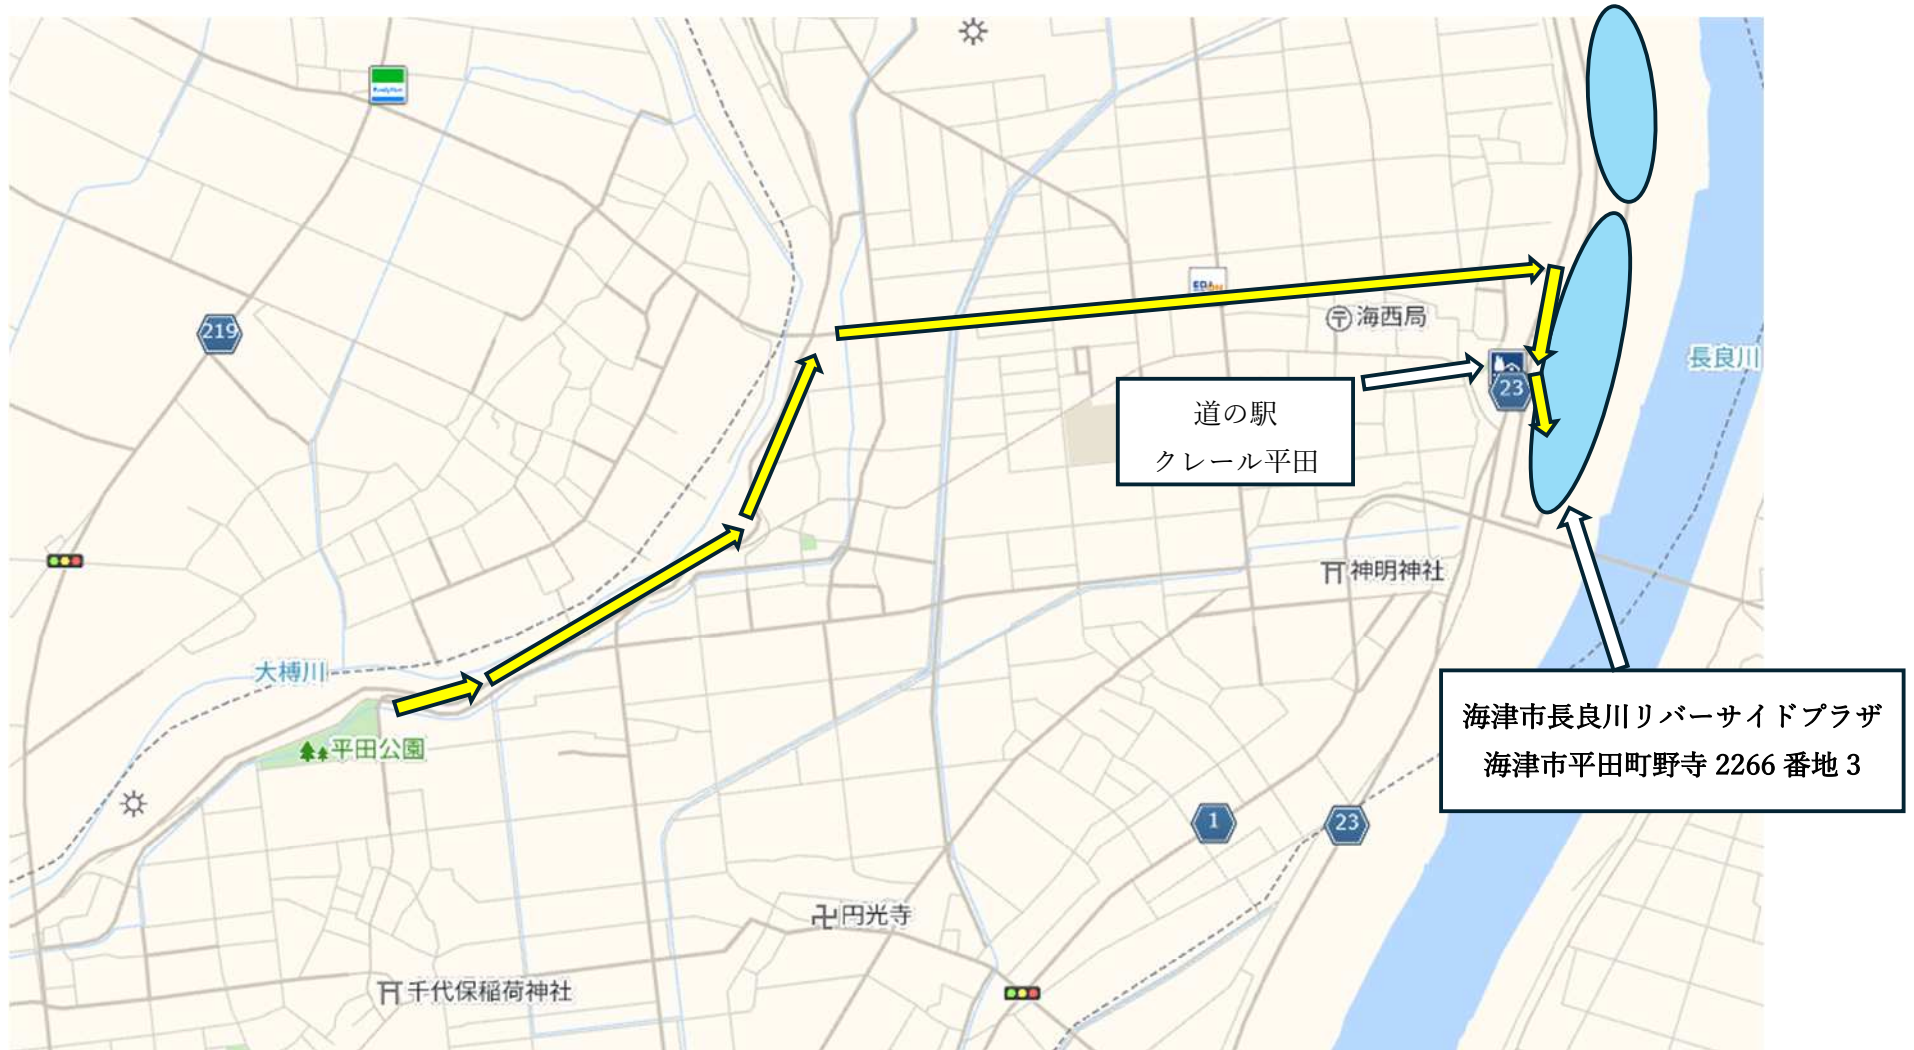 FamilyMart
219
海西局
長良川
23
道の駅
クレール平田
神明神社
大榑川
平田公園
海津市長良川リバーサイドプラザ
海津市平田町野寺 2266 番地 3
1
23
円光寺
千代保稲荷神社